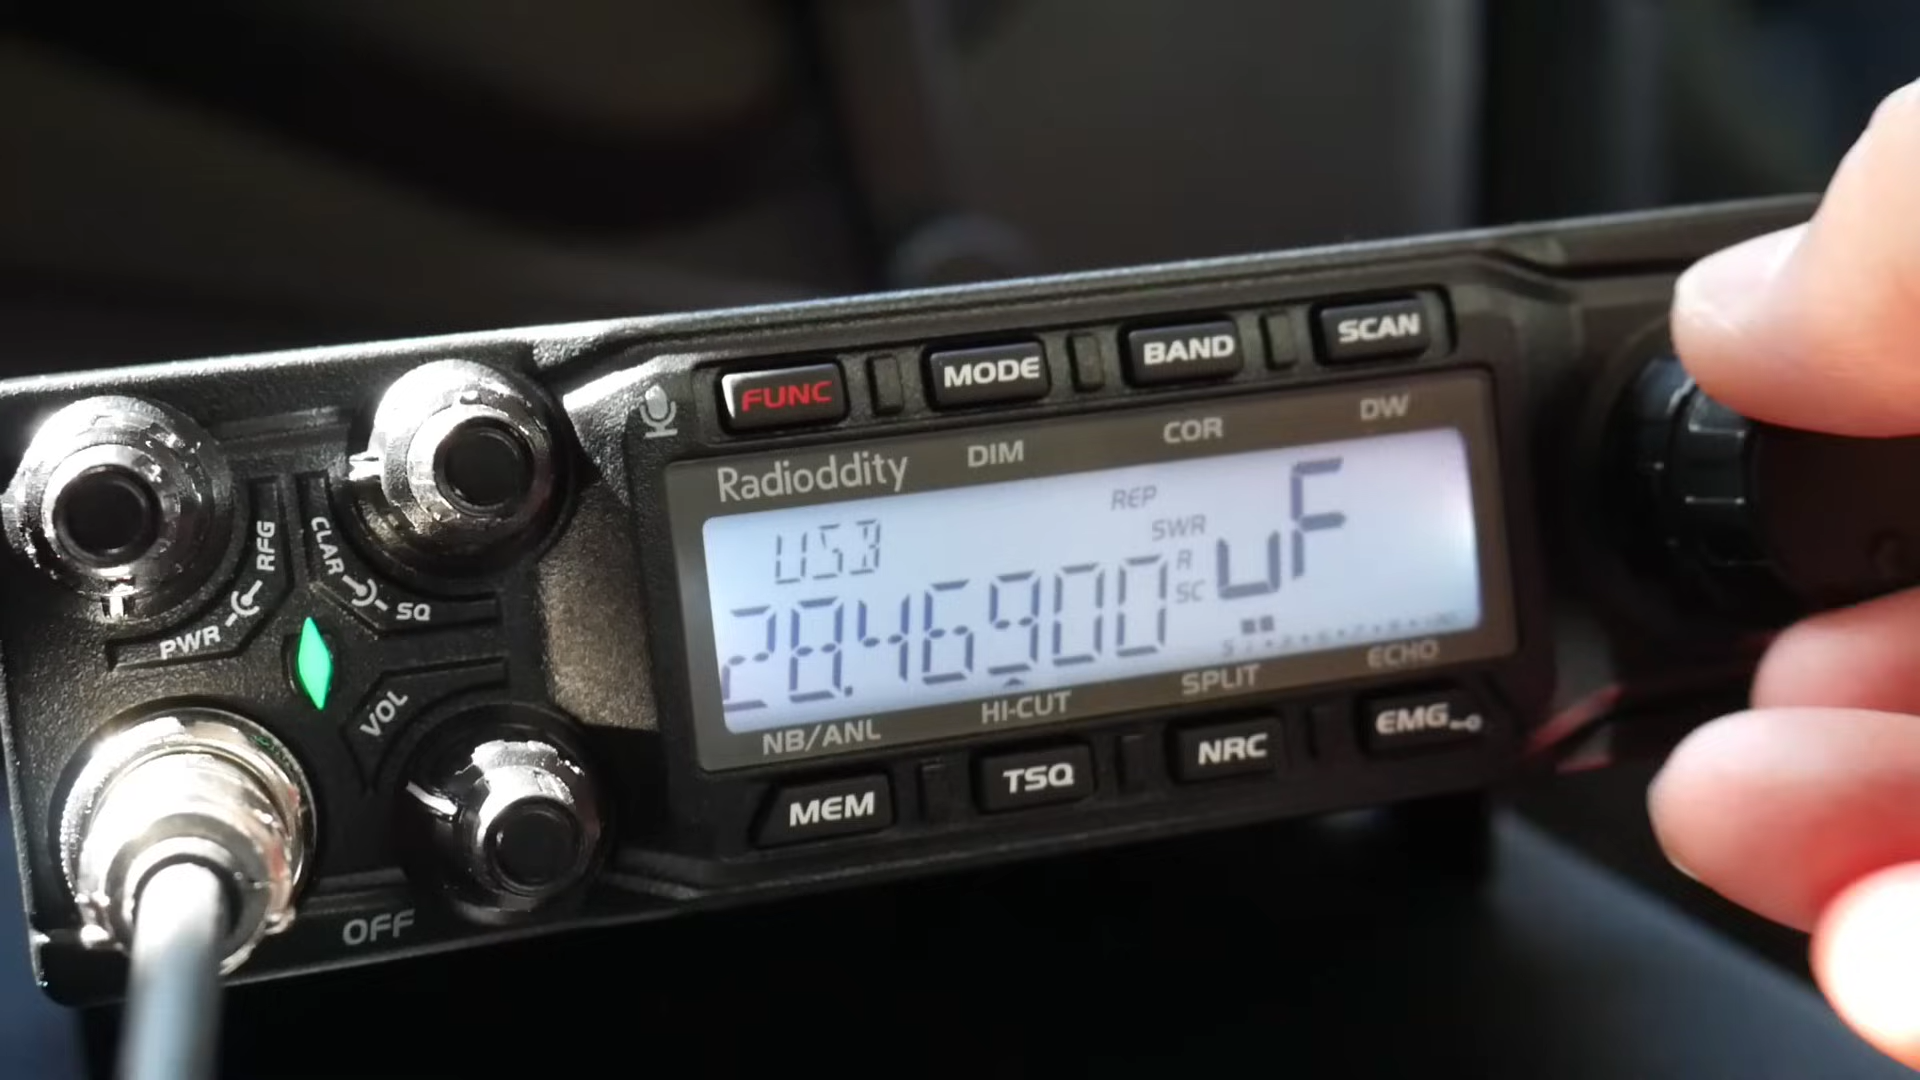 FUNC MODE BAND SCAN
Radioddity DIM COR DW
REP
USB SWR
R
28.46900 SC uF
S
NB/ANL HI-CUT SPLIT ECHO
MEM TSQ NRC EMG
RFG
PWR
CLAR
SQ
VOL
OFF